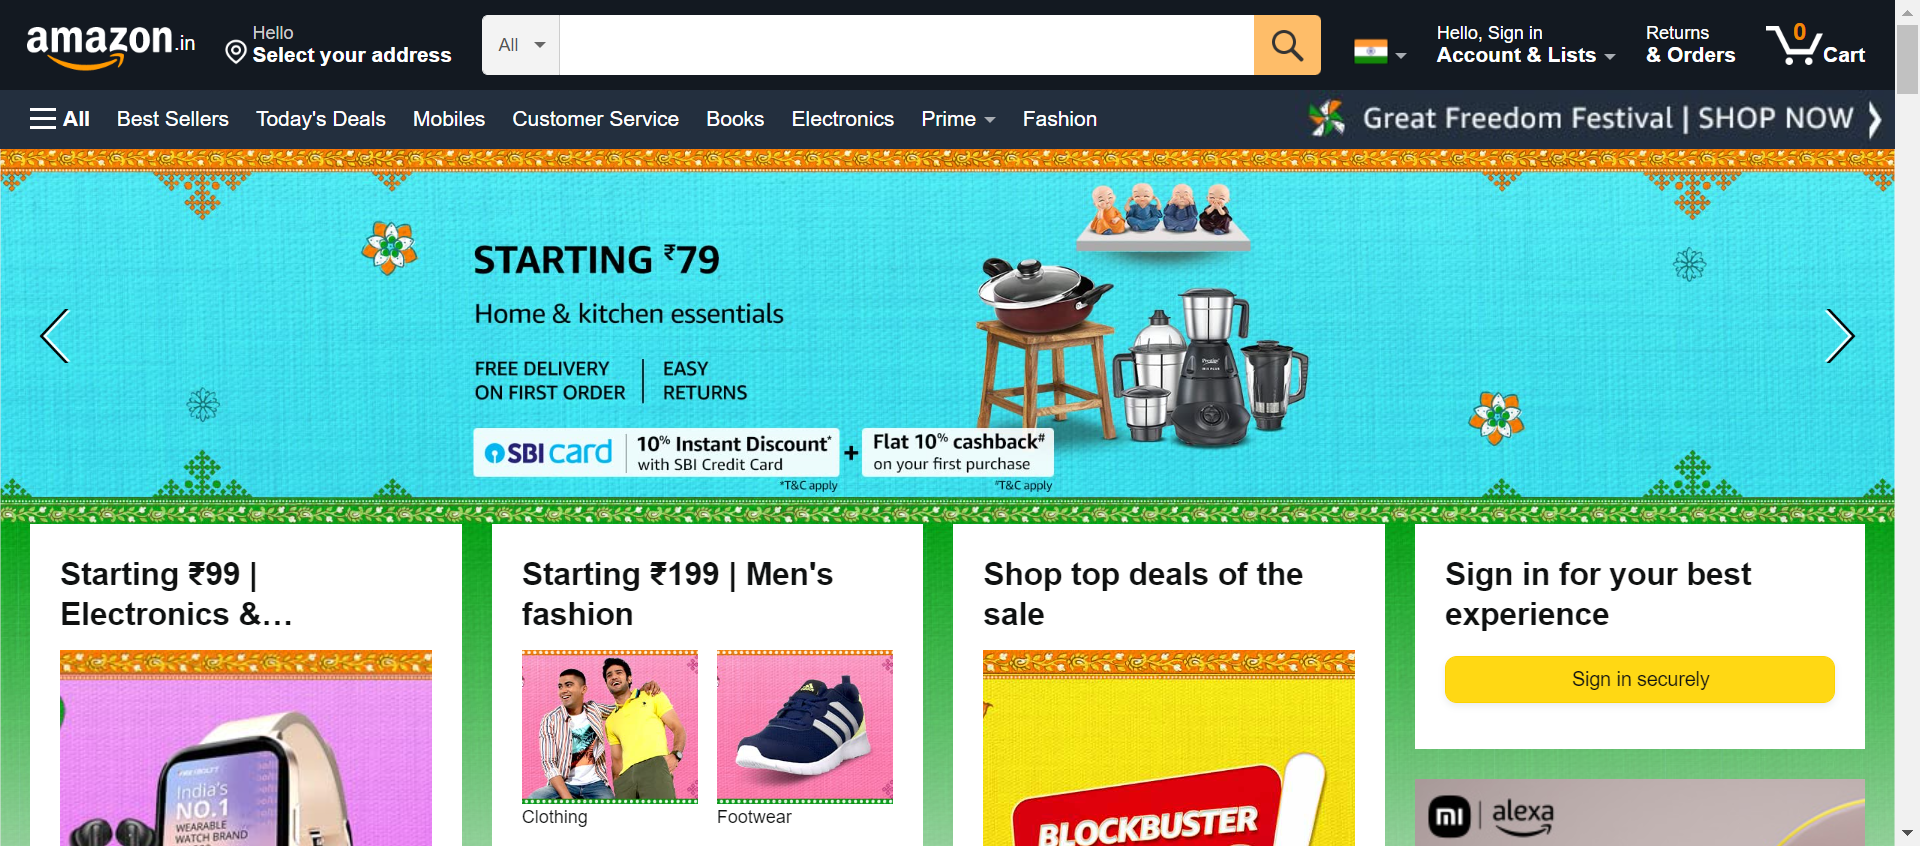 amazon.in
Hello
Select your address
All
Hello, Sign in
Account & Lists
Returns
& Orders
0
Cart
All
Best Sellers
Today's Deals
Mobiles
Customer Service
Books
Electronics
Prime
Fashion
Great Freedom Festival | SHOP NOW
STARTING ₹79
Home & kitchen essentials
FREE DELIVERY
ON FIRST ORDER
EASY
RETURNS
SBI card
10% Instant Discount*
with SBI Credit Card
*T&C apply
+
Flat 10% cashback#
on your first purchase
#T&C apply
Starting ₹99 |
Electronics &…
India's
NO.1
WEARABLE
WATCH BRAND
Starting ₹199 | Men's
fashion
Clothing
Footwear
Shop top deals of the
sale
BLOCKBUSTER
Sign in for your best
experience
Sign in securely
mi | alexa